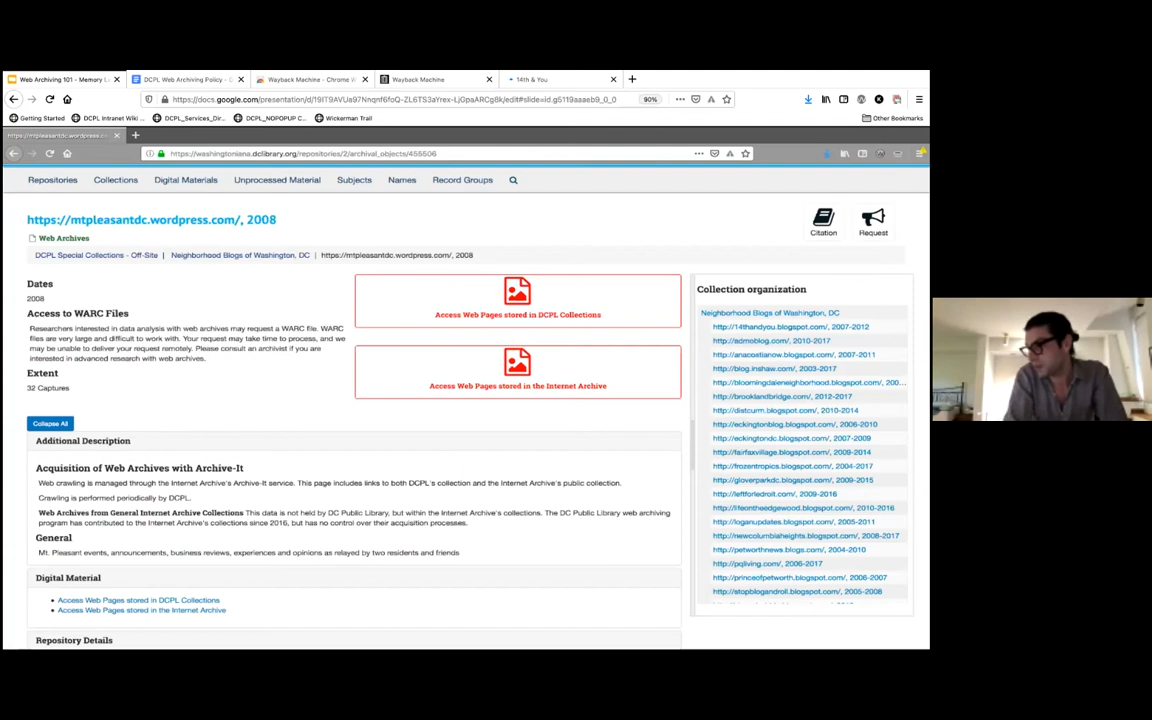 Web Archiving 101 - Memory L
DCPL Web Archiving Policy - G
Wayback Machine - Chrome W
Wayback Machine
14th & You
https://docs.google.com/presentation/d/19IT9AVUa97Nnqnf6foQ-ZL6TS3aYrex-LjGpaARCg8k/edit#slide=id.g5119aaaeb9_0_0
90%
Getting Started
DCPL Intranet Wiki ...
DCPL_Services_Dir...
DCPL_NOPOPUP C...
Wickerman Trail
Other Bookmarks
https://mtpleasantdc.wordpress.co
https://washingtoniana.dclibrary.org/repositories/2/archival_objects/455506
Repositories
Collections
Digital Materials
Unprocessed Material
Subjects
Names
Record Groups
https://mtpleasantdc.wordpress.com/, 2008
Citation
Request
Web Archives
DCPL Special Collections - Off-Site | Neighborhood Blogs of Washington, DC | https://mtpleasantdc.wordpress.com/, 2008
Dates
2008
Access to WARC Files
Researchers interested in data analysis with web archives may request a WARC file. WARC
files are very large and difficult to work with. Your request may take time to process, and we
may be unable to deliver your request remotely. Please consult an archivist if you are
interested in advanced research with web archives.
Extent
32 Captures
Access Web Pages stored in DCPL Collections
Access Web Pages stored in the Internet Archive
Collapse All
Additional Description
Acquisition of Web Archives with Archive-It
Web crawling is managed through the Internet Archive's Archive-It service. This page includes links to both DCPL's collection and the Internet Archive's public collection.
Crawling is performed periodically by DCPL.
Web Archives from General Internet Archive Collections This data is not held by DC Public Library, but within the Internet Archive's collections. The DC Public Library web archiving
program has contributed to the Internet Archive's collections since 2016, but has no control over their acquisition processes.
General
Mt. Pleasant events, announcements, business reviews, experiences and opinions as relayed by two residents and friends
Digital Material
Access Web Pages stored in DCPL Collections
Access Web Pages stored in the Internet Archive
Repository Details
Collection organization
Neighborhood Blogs of Washington, DC
http://14thandyou.blogspot.com/, 2007-2012
http://admoblog.com/, 2010-2017
http://anacostianow.blogspot.com/, 2007-2011
http://blog.inshaw.com/, 2003-2017
http://bloomingdaleneighborhood.blogspot.com/, 200...
http://brooklandbridge.com/, 2012-2017
http://distcurm.blogspot.com/, 2010-2014
http://eckingtonblog.blogspot.com/, 2006-2010
http://eckingtondc.blogspot.com/, 2007-2009
http://fairfaxvillage.blogspot.com/, 2009-2014
http://frozentropics.blogspot.com/, 2004-2017
http://gloverparkdc.blogspot.com/, 2009-2015
http://leftforledroit.com/, 2009-2016
http://lifeontheedgewood.blogspot.com/, 2010-2016
http://loganupdates.blogspot.com/, 2005-2011
http://newcolumbiaheights.blogspot.com/, 2008-2017
http://petworthnews.blogs.com/, 2004-2010
http://pqliving.com/, 2006-2017
http://princeofpetworth.blogspot.com/, 2006-2007
http://stopblogandroll.blogspot.com/, 2005-2008